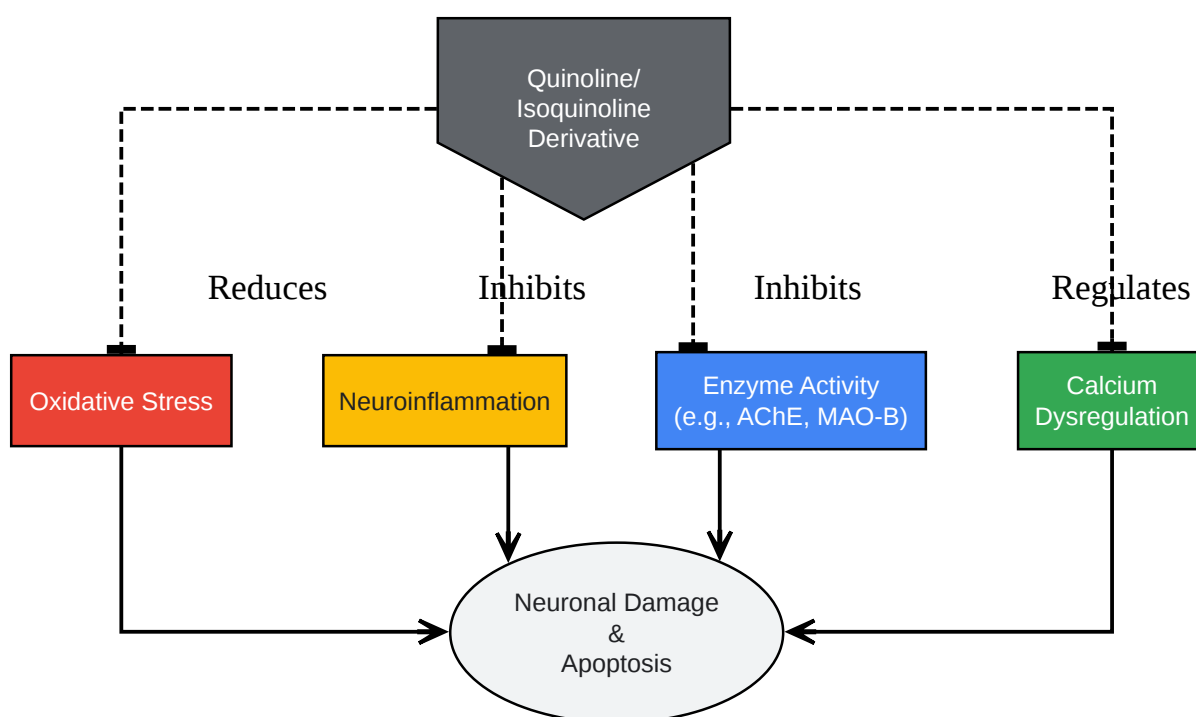 Quinoline/
Isoquinoline
Derivative
Reduces
Inhibits
Inhibits
Regulates
Oxidative Stress
Neuroinflammation
Enzyme Activity
(e.g., AChE, MAO-B)
Calcium
Dysregulation
Neuronal Damage
&
Apoptosis